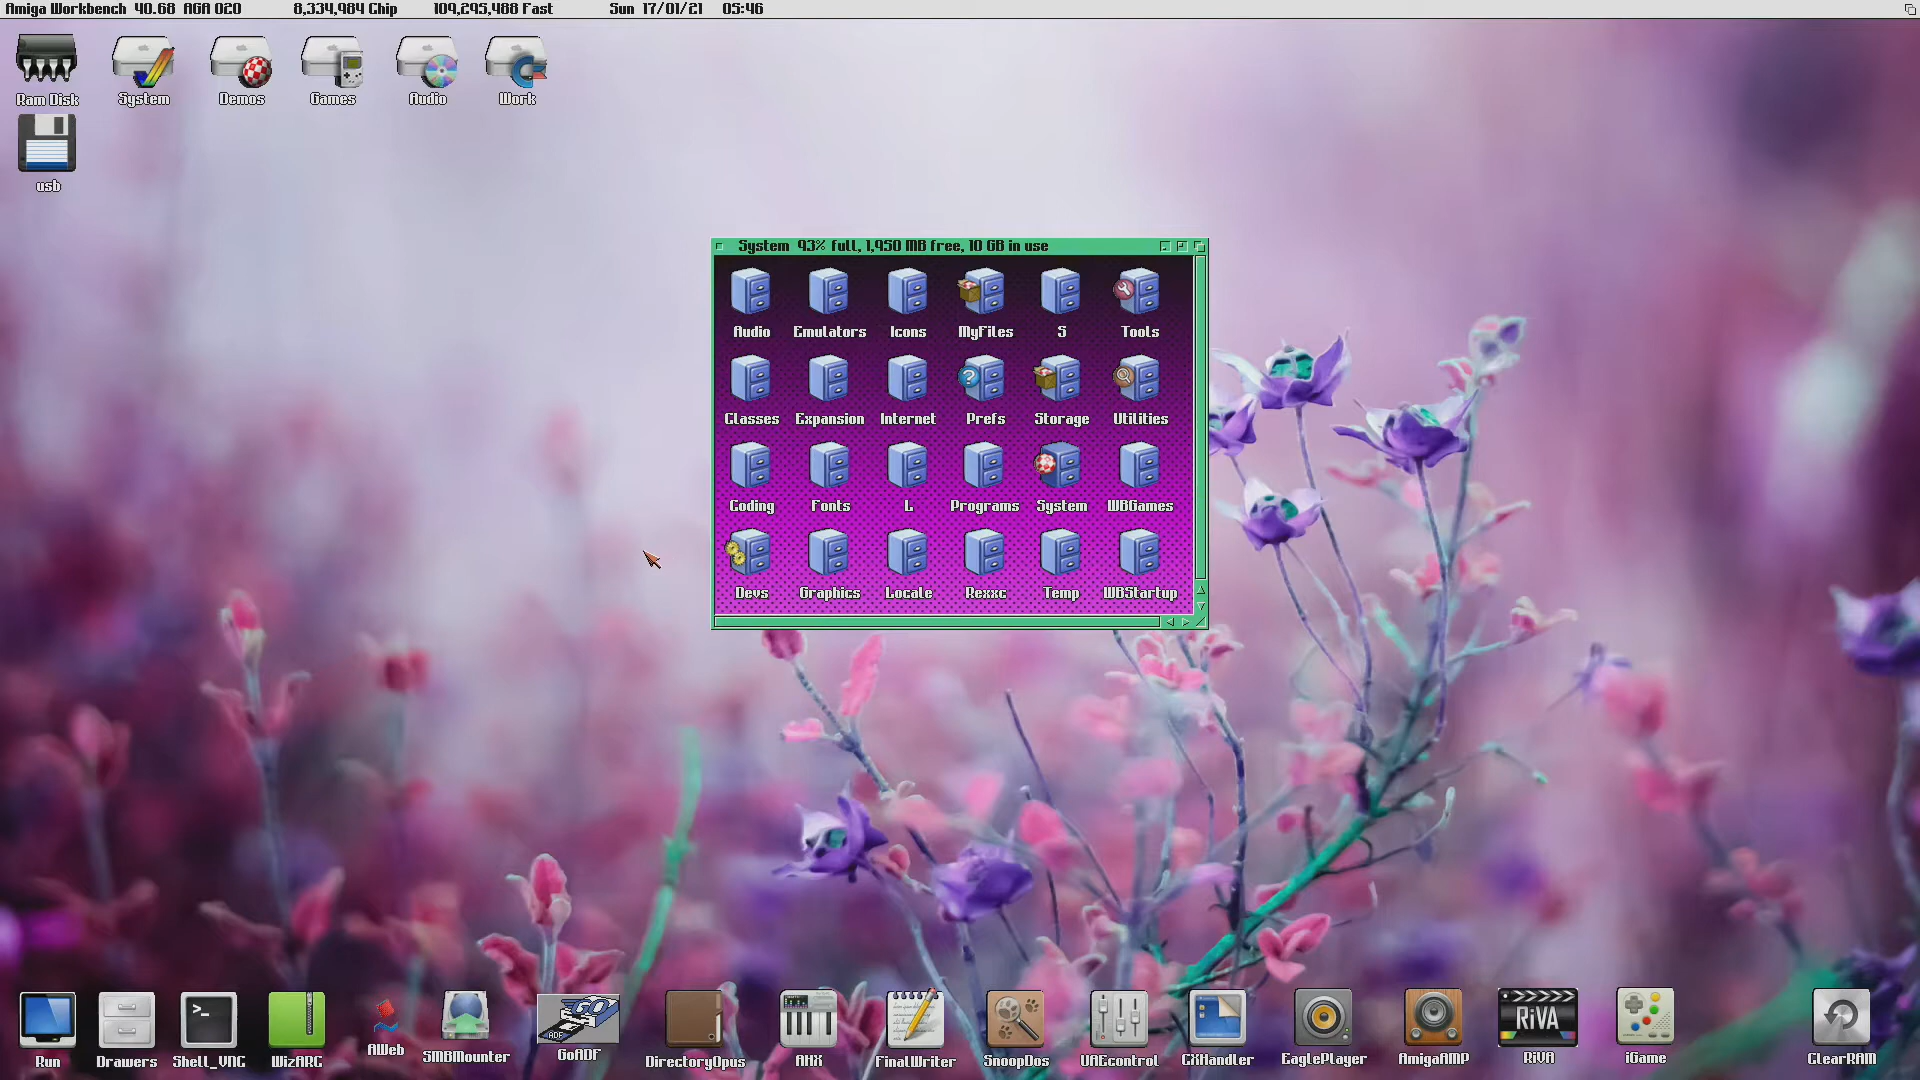 Amiga Workbench 40.68 AGA 020 8,334,984 Chip 109,295,488 Fast Sun 17/01/21 05:46
Ram Disk System Demos Games Audio Work
usb
System 93% full, 1,950 MB free, 10 GB in use
Audio Emulators Icons MyFiles S Tools
Classes Expansion Internet Prefs Storage Utilities
Coding Fonts L Programs System WBGames
Devs Graphics Locale Rexxc Temp WBStartup
GO
ADF
RiVA
Run Drawers Shell_VNC WizARC AWeb SMBMounter GoADF DirectoryOpus AHX FinalWriter SnoopDos UAEcontrol CXHandler EaglePlayer AmigaAMP RiVA iGame ClearRAM